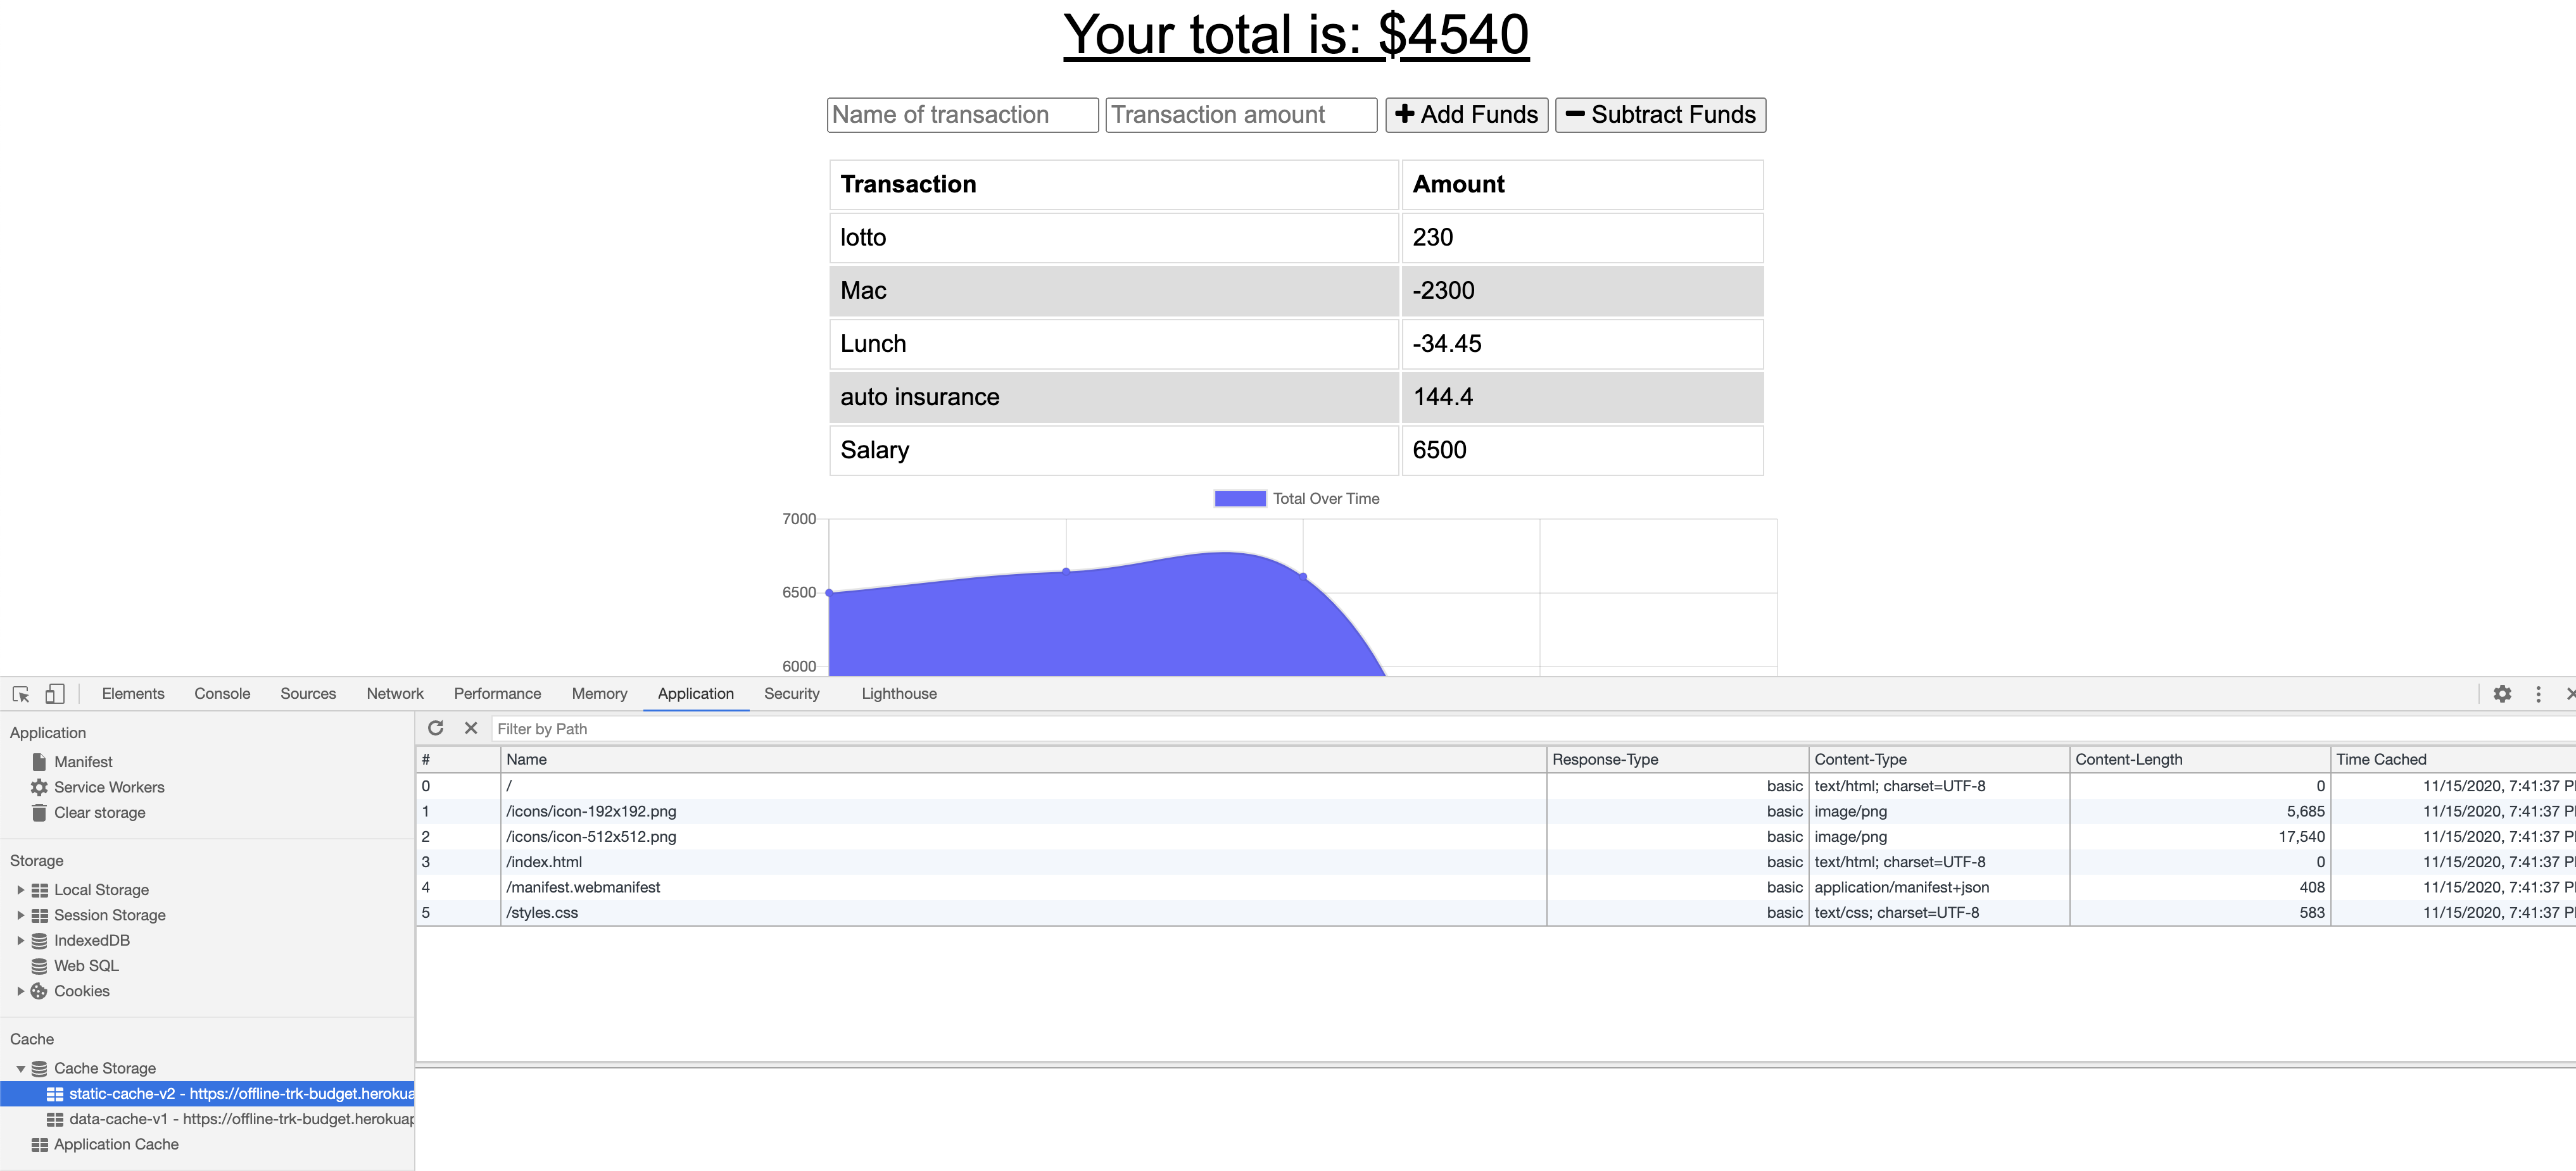 Your total is: $4540
Name of transaction Transaction amount Add Funds Subtract Funds
Transaction Amount
lotto 230
Mac -2300
Lunch -34.45
auto insurance 144.4
Salary 6500
Total Over Time
7000
6500
6000
Elements Console Sources Network Performance Memory Application Security Lighthouse
Application
Manifest
Service Workers
Clear storage
Storage
Local Storage
Session Storage
IndexedDB
Web SQL
Cookies
Cache
Cache Storage
static-cache-v2 - https://offline-trk-budget.herokua
data-cache-v1 - https://offline-trk-budget.herokuap
Application Cache
Filter by Path
# Name Response-Type Content-Type Content-Length Time Cached
0 / basic text/html; charset=UTF-8 0 11/15/2020, 7:41:37 P
1 /icons/icon-192x192.png basic image/png 5,685 11/15/2020, 7:41:37 P
2 /icons/icon-512x512.png basic image/png 17,540 11/15/2020, 7:41:37 P
3 /index.html basic text/html; charset=UTF-8 0 11/15/2020, 7:41:37 P
4 /manifest.webmanifest basic application/manifest+json 408 11/15/2020, 7:41:37 P
5 /styles.css basic text/css; charset=UTF-8 583 11/15/2020, 7:41:37 P